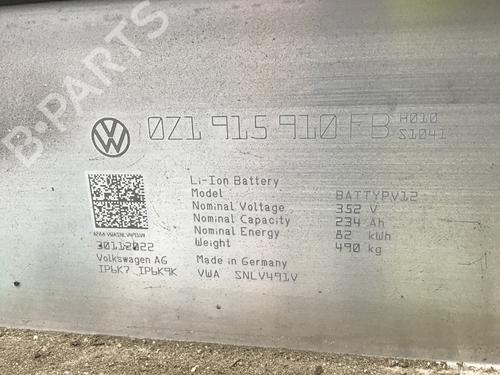 B-PARTS
0Z1 915 910 FB H010
S1041
Li-Ion Battery
Model BATTYPV12
Nominal Voltage 352 V
Nominal Capacity 234 Ah
Nominal Energy 82 kWh
Weight 490 kg
30112022
Volkswagen AG Made in Germany
IP6K7 IP6K9K VWA SNLV491V